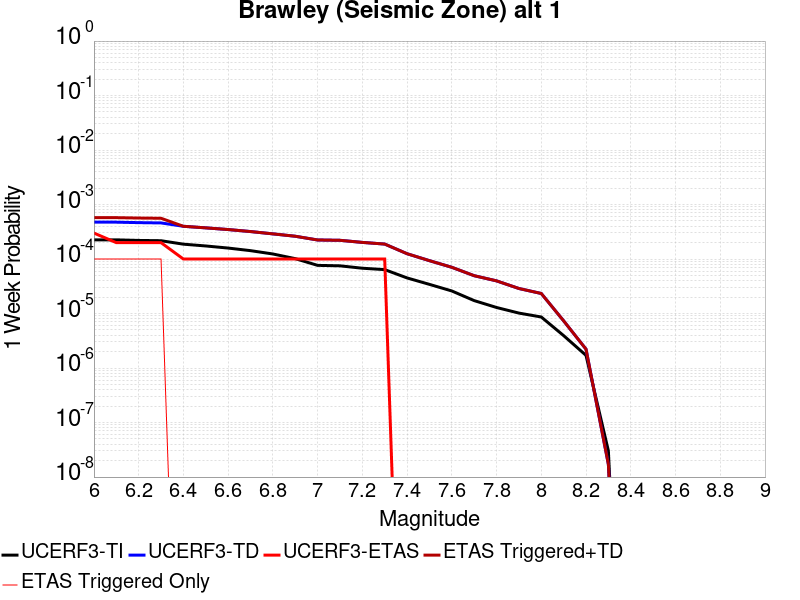 Brawley (Seismic Zone) alt 1
10^0
10^-1
10^-2
10^-3
10^-4
10^-5
10^-6
10^-7
10^-8
1 Week Probability
6 6.2 6.4 6.6 6.8 7 7.2 7.4 7.6 7.8 8 8.2 8.4 8.6 8.8 9
Magnitude
UCERF3-TI UCERF3-TD UCERF3-ETAS ETAS Triggered+TD
ETAS Triggered Only